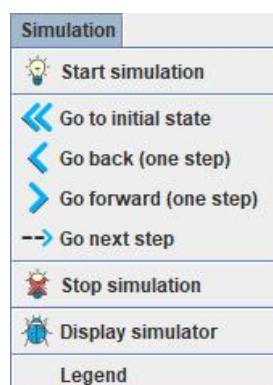 Simulation
Start simulation
Go to initial state
Go back (one step)
Go forward (one step)
Go next step
Stop simulation
Display simulator
Legend